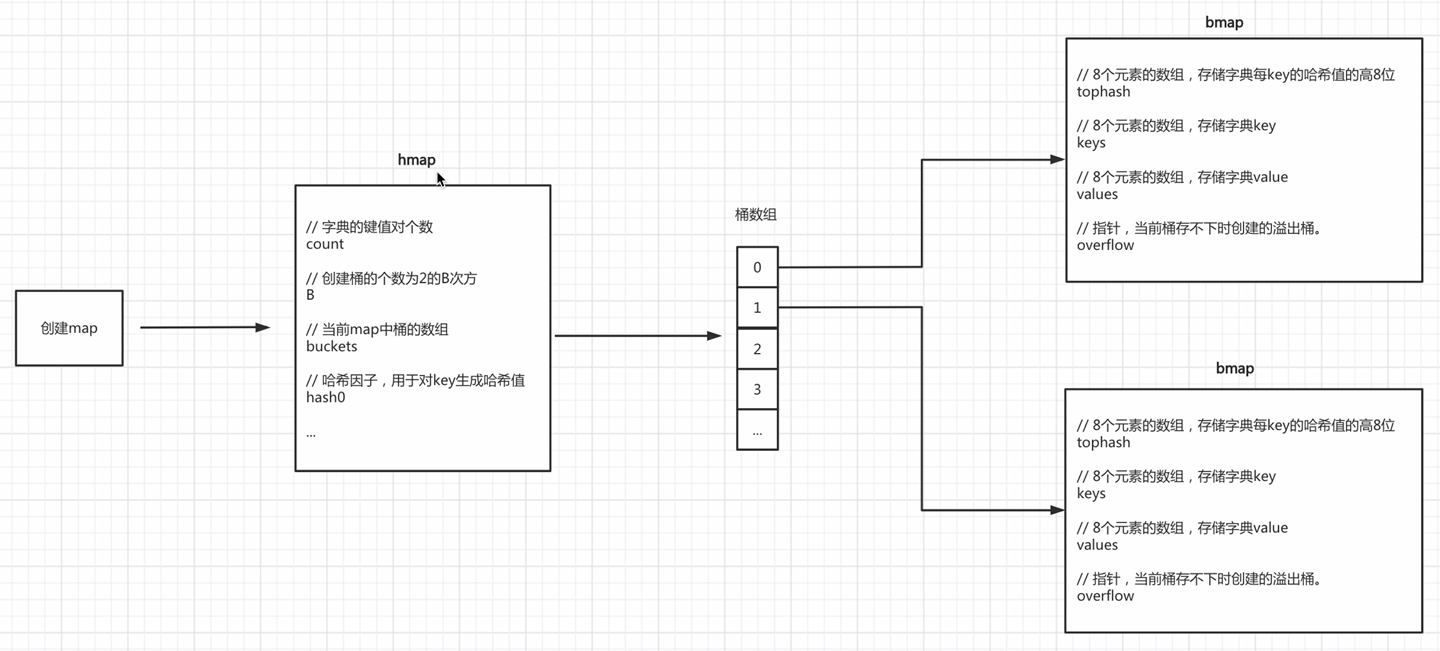 创建map
hmap
// 字典的键值对个数
count
// 创建桶的个数为2的B次方
B
// 当前map中桶的数组
buckets
// 哈希因子，用于对key生成哈希值
hash0
...
桶数组
0
1
2
3
...
bmap
// 8个元素的数组，存储字典每key的哈希值的高8位
tophash
// 8个元素的数组，存储字典key
keys
// 8个元素的数组，存储字典value
values
// 指针，当前桶存不下时创建的溢出桶。
overflow
bmap
// 8个元素的数组，存储字典每key的哈希值的高8位
tophash
// 8个元素的数组，存储字典key
keys
// 8个元素的数组，存储字典value
values
// 指针，当前桶存不下时创建的溢出桶。
overflow